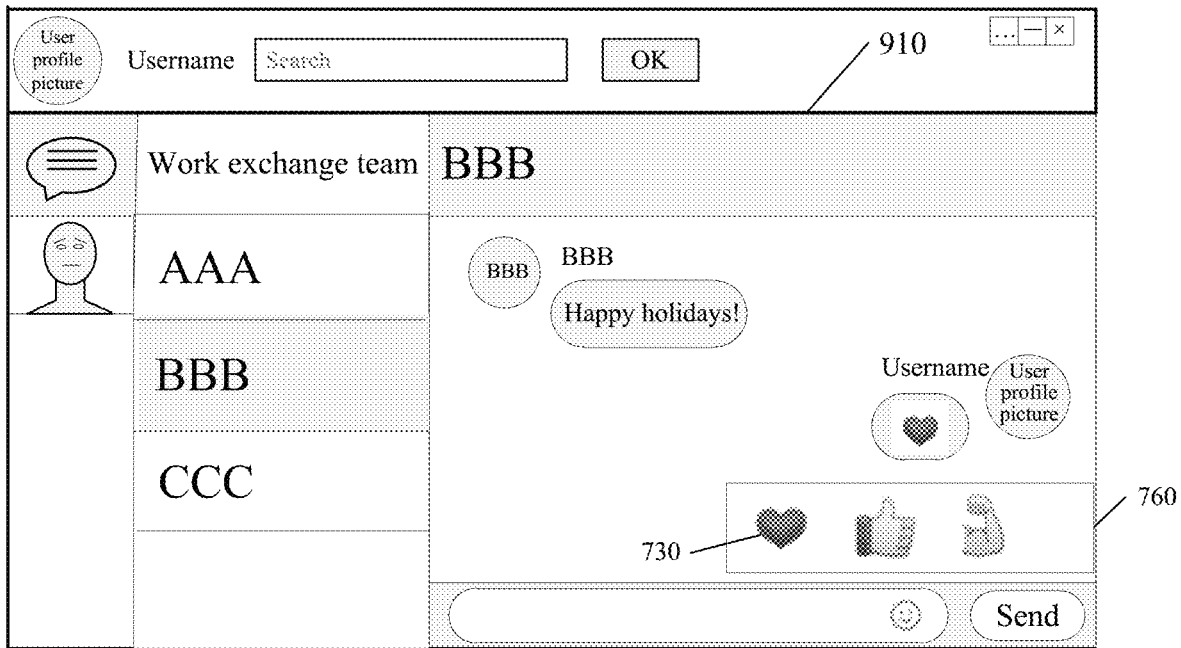 User
profile
picture
Username
Search
OK
... — ×
910
Work exchange team
BBB
AAA
BBB
CCC
BBB
BBB
Happy holidays!
Username
User
profile
picture
760
730
Send